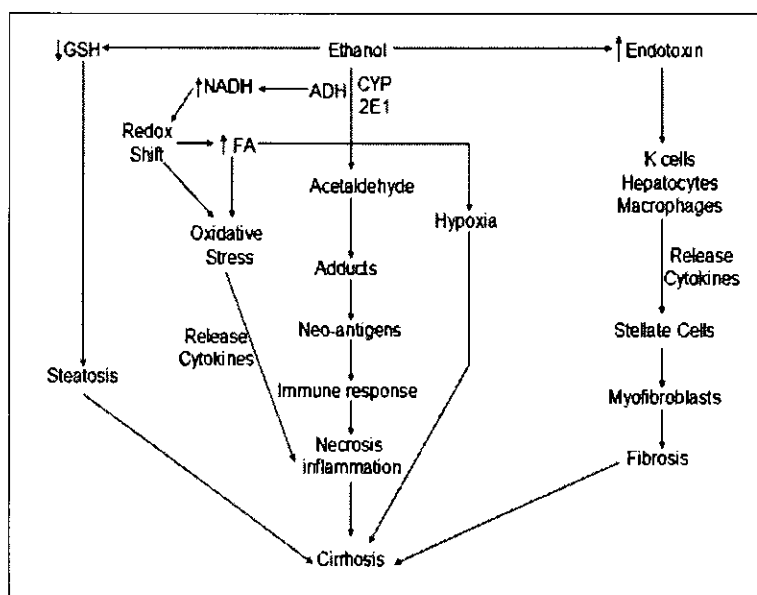 ↓GSH Ethanol ↑Endotoxin
↑NADH ADH CYP
2E1
Redox
Shift
↑FA
K cells
Hepatocytes
Macrophages
Acetaldehyde
Hypoxia
Oxidative
Stress
Adducts
Release
Cytokines
Neo-antigens
Release
Cytokines
Stellate Cells
Steatosis
Immune response
Myofibroblasts
Necrosis
inflammation
Fibrosis
Cirrhosis